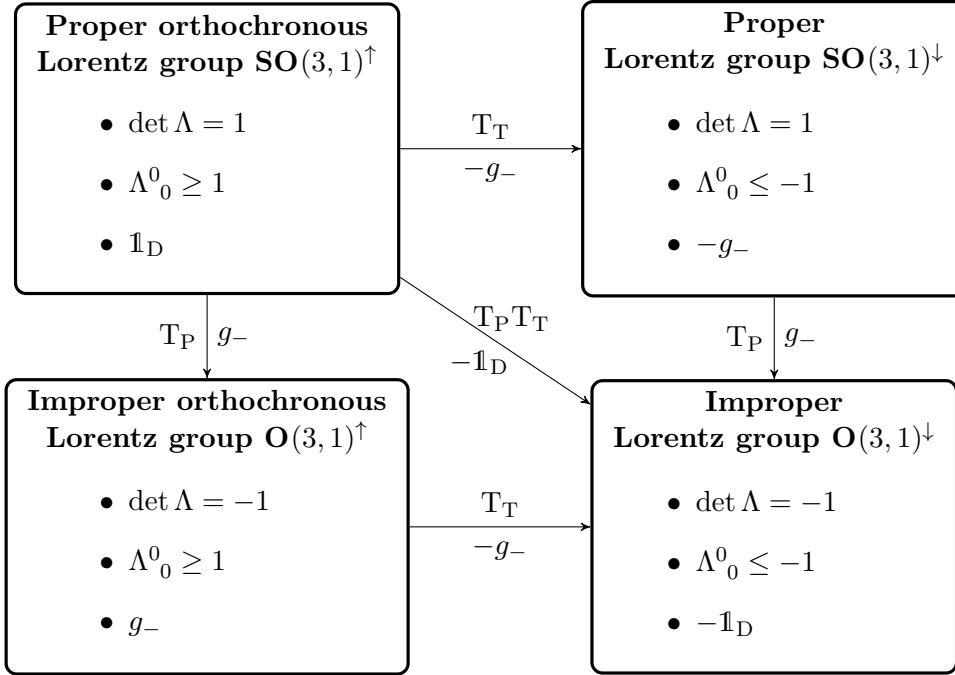 Proper orthochronous
Lorentz group SO(3, 1)↑
• det Λ = 1
• Λ⁰₀ ≥ 1
• 𝟙_D
T_T
−g₋
Proper
Lorentz group SO(3, 1)↓
• det Λ = 1
• Λ⁰₀ ≤ −1
• −g₋
T_P g₋
T_P T_T
−𝟙_D
T_P g₋
Improper orthochronous
Lorentz group O(3, 1)↑
• det Λ = −1
• Λ⁰₀ ≥ 1
• g₋
T_T
−g₋
Improper
Lorentz group O(3, 1)↓
• det Λ = −1
• Λ⁰₀ ≤ −1
• −𝟙_D